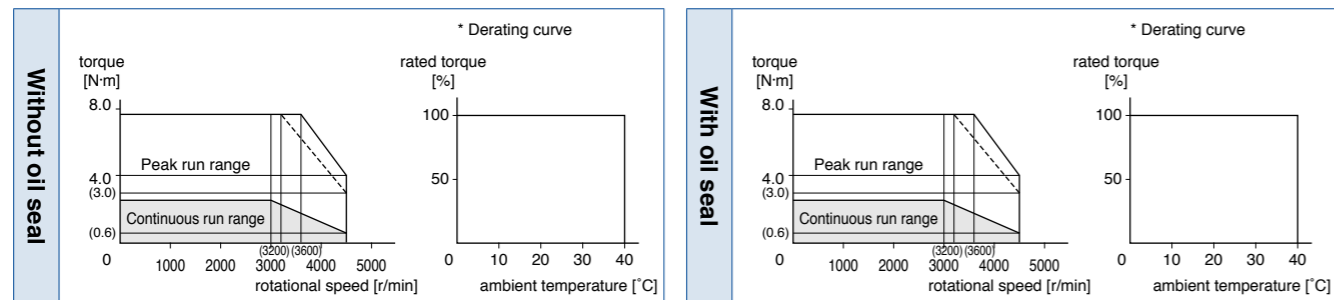 Without oil seal
* Derating curve
torque
[N·m]
8.0
4.0
(3.0)
(0.6)
0
Peak run range
Continuous run range
(3200) (3600)
1000 2000 3000 4000 5000
rotational speed [r/min]
rated torque
[%]
100
50
0 10 20 30 40
ambient temperature [˚C]
With oil seal
* Derating curve
torque
[N·m]
8.0
4.0
(3.0)
(0.6)
0
Peak run range
Continuous run range
(3200) (3600)
1000 2000 3000 4000 5000
rotational speed [r/min]
rated torque
[%]
100
50
0 10 20 30 40
ambient temperature [˚C]